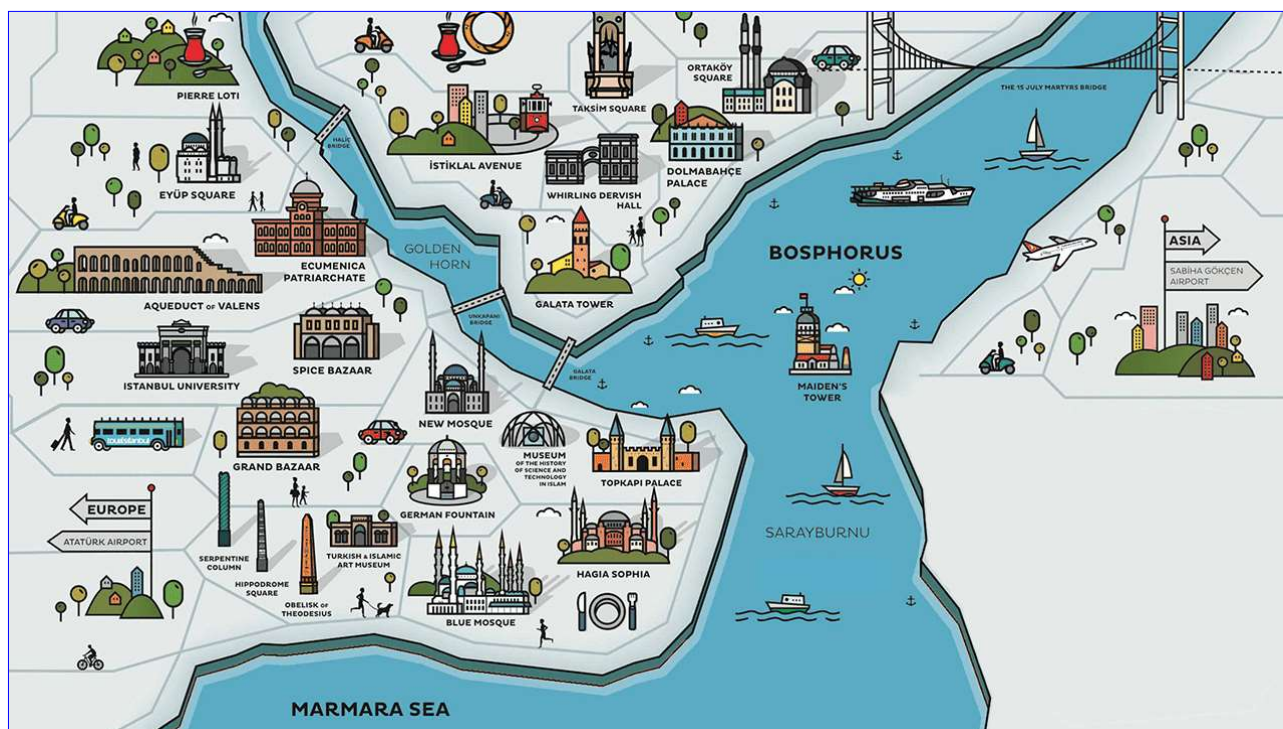 PIERRE LOTI
TAKSİM SQUARE
ORTAKÖY
SQUARE
THE 15 JULY MARTYRS BRIDGE
HALİÇ
BRIDGE
İSTİKLAL AVENUE
EYÜP SQUARE
WHIRLING DERVISH
HALL
DOLMABAHÇE
PALACE
GOLDEN
HORN
ECUMENICA
PATRIARCHATE
BOSPHORUS
ASIA
SABİHA GÖKÇEN
AIRPORT
AQUEDUCT OF VALENS
GALATA TOWER
UNKAPANI
BRIDGE
ISTANBUL UNIVERSITY
SPICE BAZAAR
GALATA
BRIDGE
MAIDEN'S
TOWER
NEW MOSQUE
GRAND BAZAAR
MUSEUM
OF THE HISTORY
OF SCIENCE AND
TECHNOLOGY
IN ISLAM
TOPKAPI PALACE
EUROPE
ATATÜRK AIRPORT
GERMAN FOUNTAIN
SARAYBURNU
SERPENTINE
COLUMN
TURKISH & ISLAMIC
ART MUSEUM
HAGIA SOPHIA
HIPPODROME
SQUARE
OBELISK OF
THEODESIUS
BLUE MOSQUE
MARMARA SEA